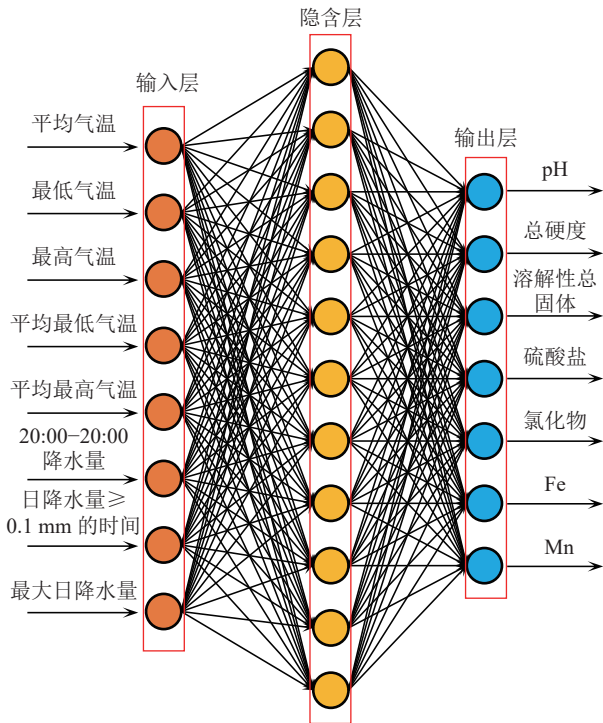 隐含层
输入层
输出层
平均气温
最低气温
最高气温
平均最低气温
平均最高气温
20:00−20:00
降水量
日降水量≥
0.1 mm 的时间
最大日降水量
pH
总硬度
溶解性总
固体
硫酸盐
氯化物
Fe
Mn